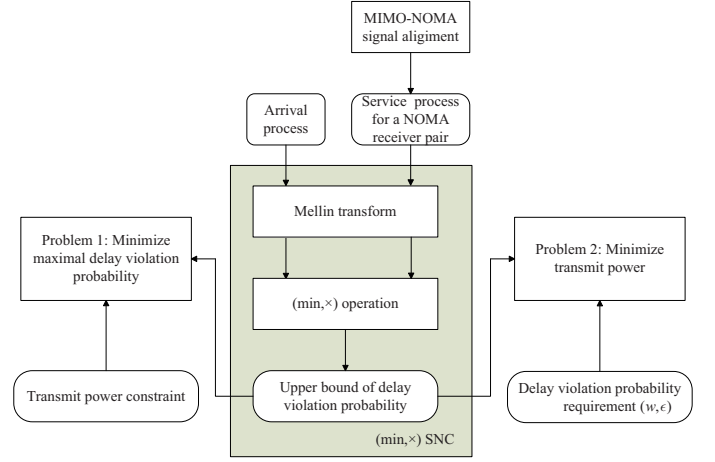 MIMO-NOMA
signal aligiment
Arrival
process
Service process
for a NOMA
receiver pair
Mellin transform
Problem 1: Minimize
maximal delay violation
probability
Problem 2: Minimize
transmit power
(min,×) operation
Transmit power constraint
Upper bound of delay
violation probability
Delay violation probability
requirement (w,ϵ)
(min,×) SNC